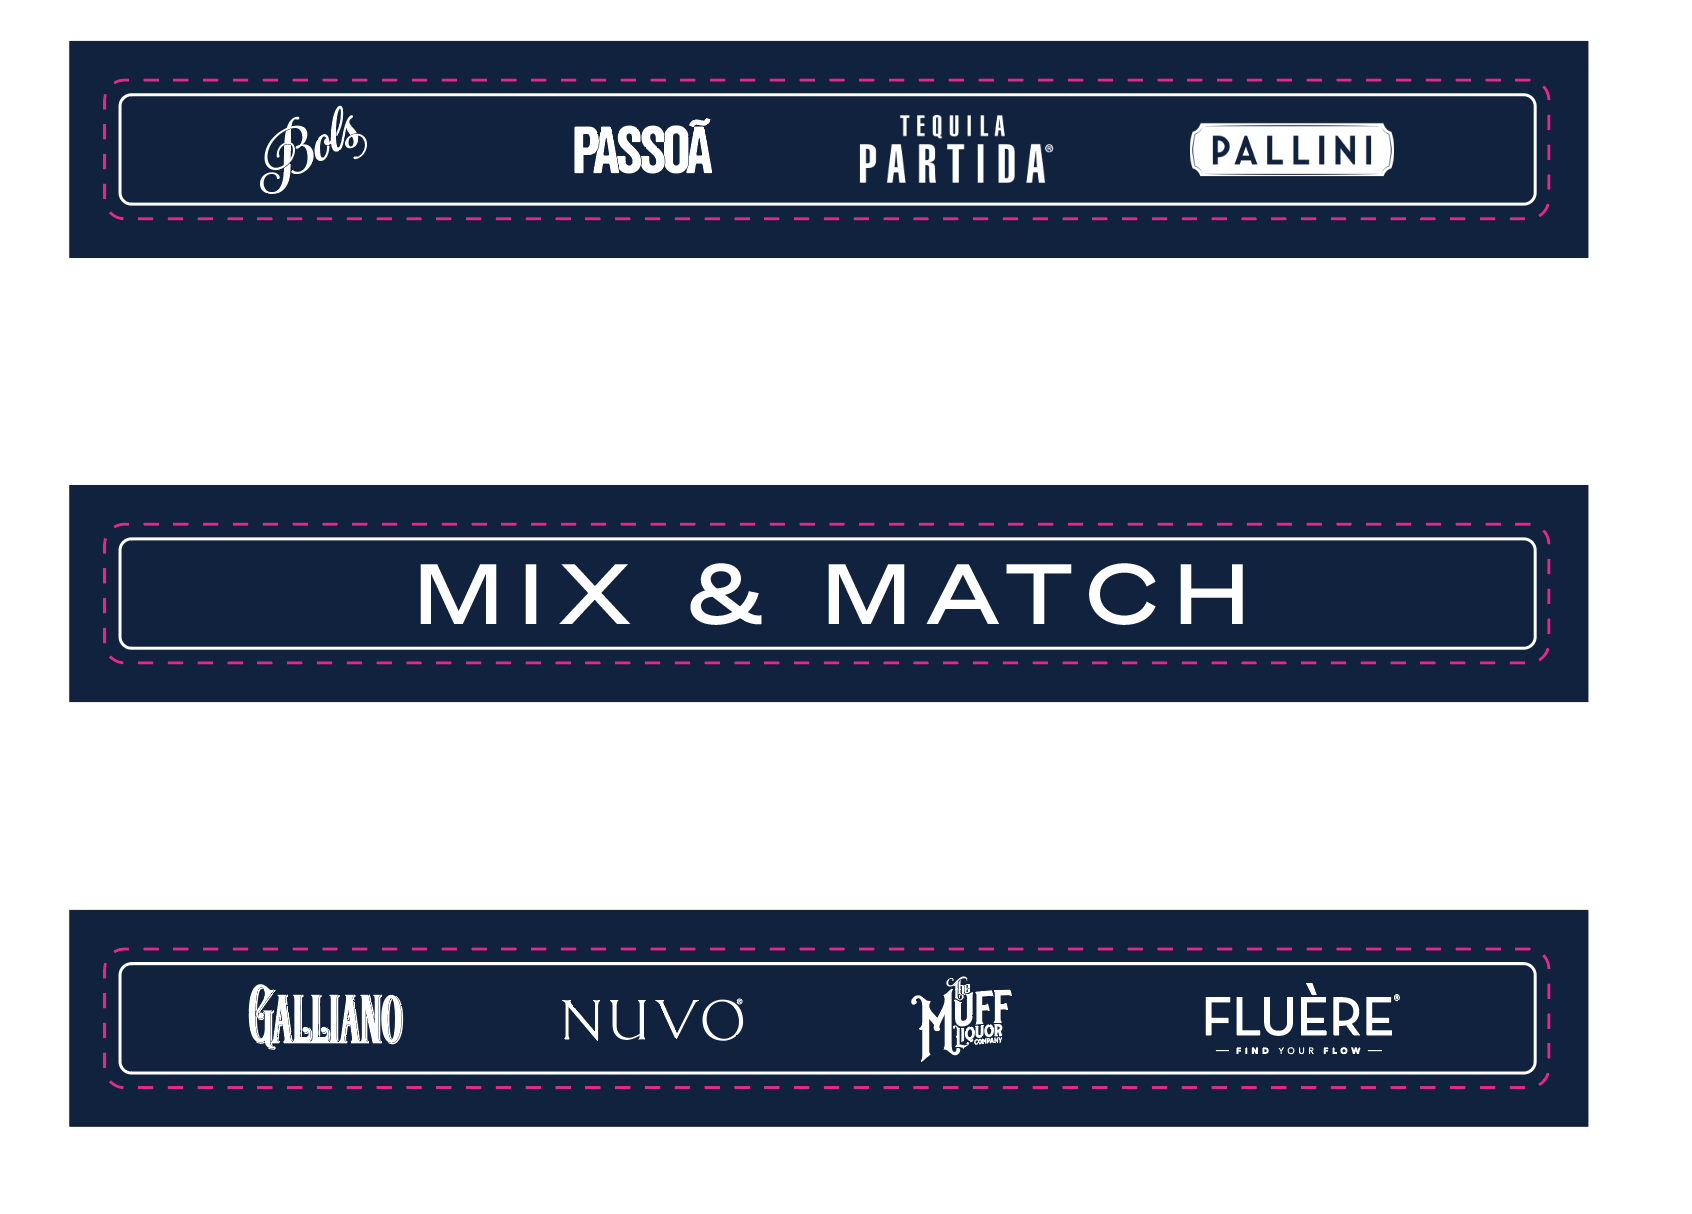 Bols
PASSOÃ
TEQUILA
PARTIDA®
PALLINI
MIX & MATCH
GALLIANO
NUVO®
The
MUFF
LIQUOR
COMPANY
FLUÈRE®
FIND YOUR FLOW